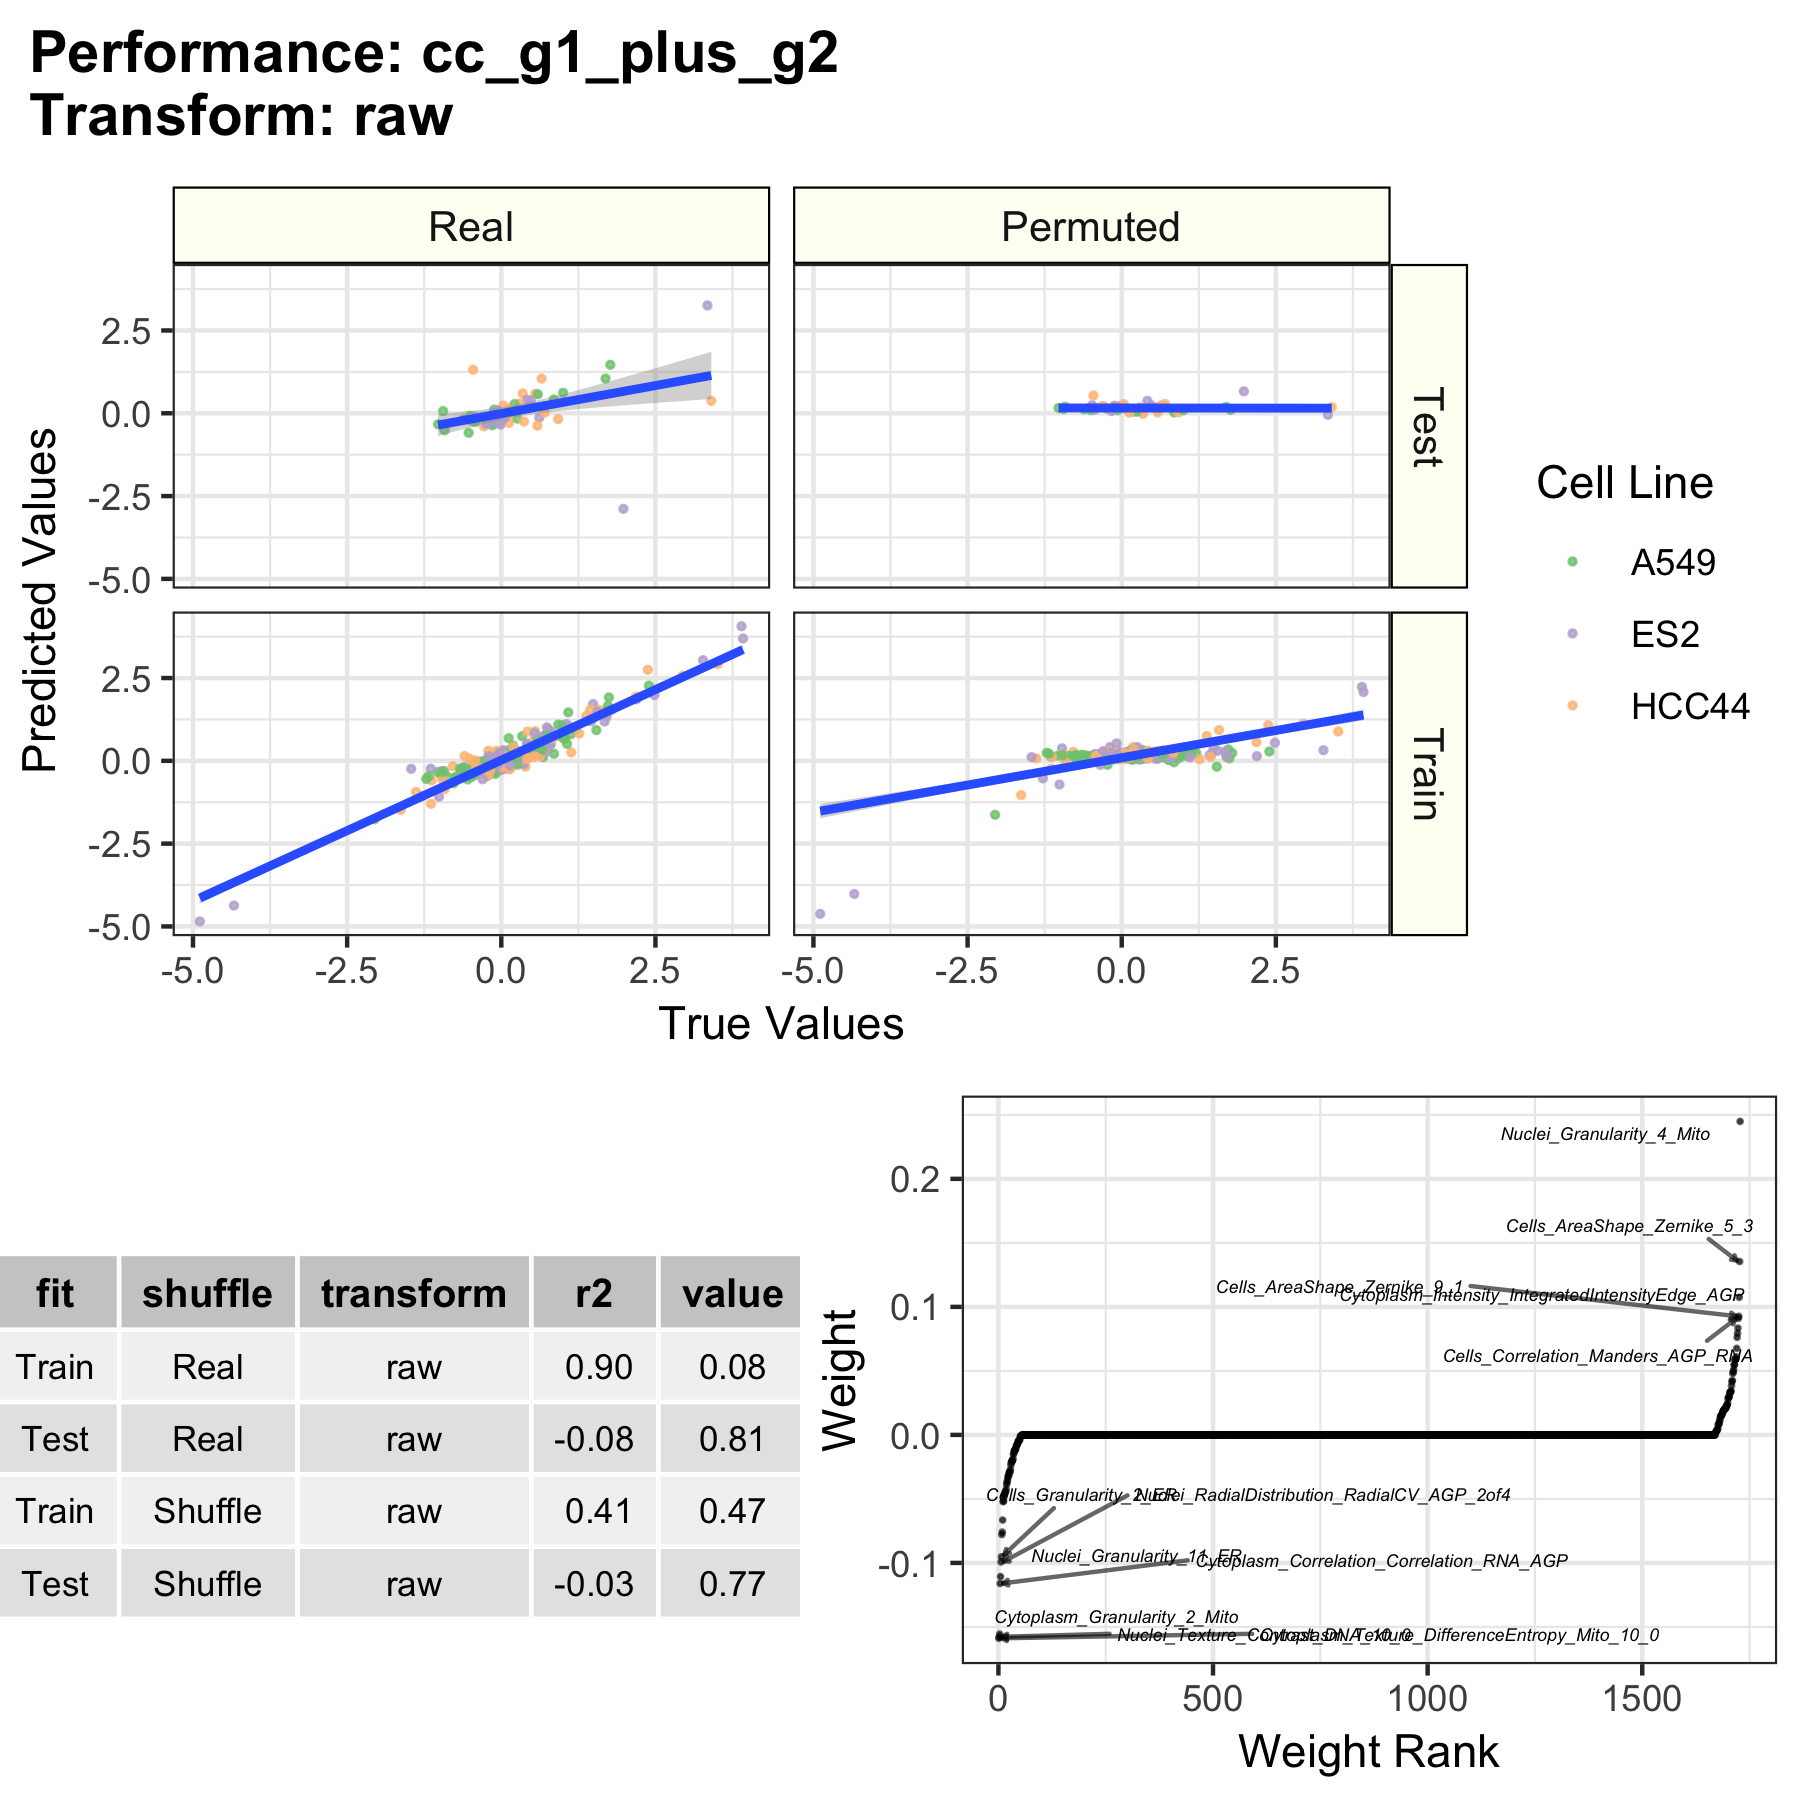 Performance: cc_g1_plus_g2
Transform: raw
Real
Permuted
2.5
0.0
-2.5
-5.0
Test
2.5
0.0
-2.5
-5.0
Train
-5.0
-2.5
0.0
2.5
-5.0
-2.5
0.0
2.5
Predicted Values
True Values
Cell Line
A549
ES2
HCC44
fit shuffle transform r2 value
Train Real raw 0.90 0.08
Test Real raw -0.08 0.81
Train Shuffle raw 0.41 0.47
Test Shuffle raw -0.03 0.77
Weight
0.2
0.1
0.0
-0.1
Nuclei_Granularity_4_Mito
Cells_AreaShape_Zernike_5_3
Cells_AreaShape_Zernike_9_1
Cytoplasm_Intensity_IntegratedIntensityEdge_AGP
Cells_Correlation_Manders_AGP_RNA
Cells_Granularity_2_ER
Nuclei_RadialDistribution_RadialCV_AGP_2of4
Nuclei_Granularity_11_ER
Cytoplasm_Correlation_Correlation_RNA_AGP
Cytoplasm_Granularity_2_Mito
Nuclei_Texture_Contrast_DNA_10_0
Cytoplasm_Texture_DifferenceEntropy_Mito_10_0
0
500
1000
1500
Weight Rank